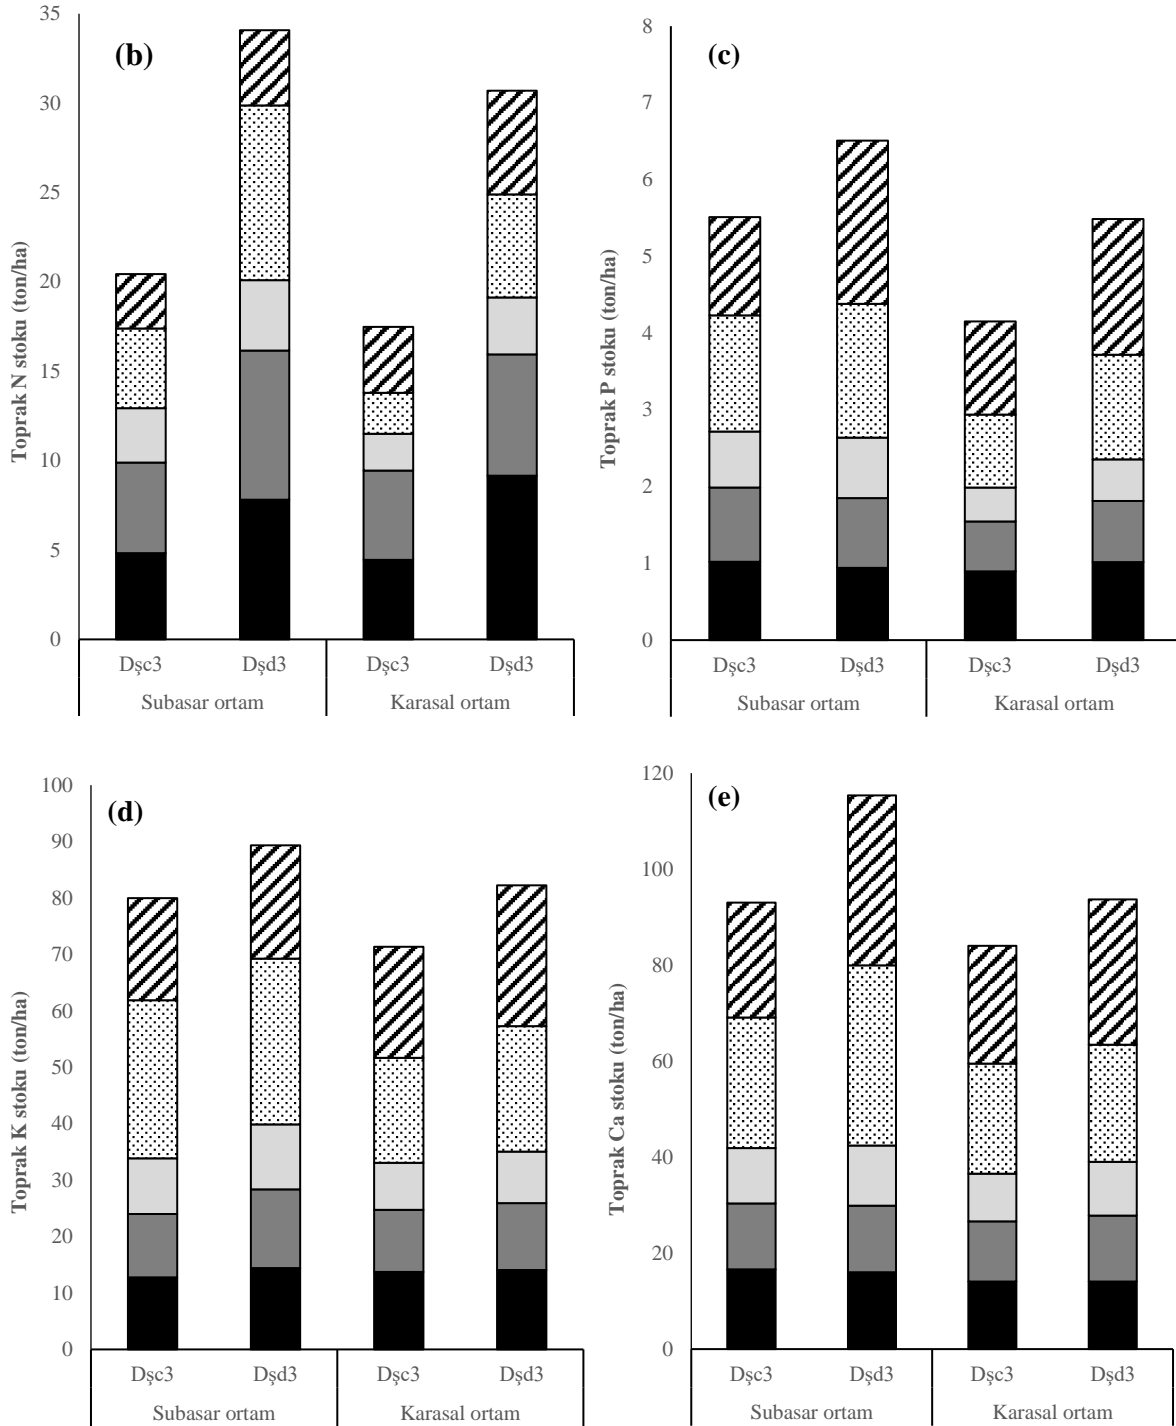 (b)
Toprak N stoku (ton/ha)
35
30
25
20
15
10
5
0
Dşc3 Dşd3 Dşc3 Dşd3
Subasar ortam Karasal ortam
(c)
Toprak P stoku (ton/ha)
8
7
6
5
4
3
2
1
0
Dşc3 Dşd3 Dşc3 Dşd3
Subasar ortam Karasal ortam
(d)
Toprak K stoku (ton/ha)
100
90
80
70
60
50
40
30
20
10
0
Dşc3 Dşd3 Dşc3 Dşd3
Subasar ortam Karasal ortam
(e)
Toprak Ca stoku (ton/ha)
120
100
80
60
40
20
0
Dşc3 Dşd3 Dşc3 Dşd3
Subasar ortam Karasal ortam